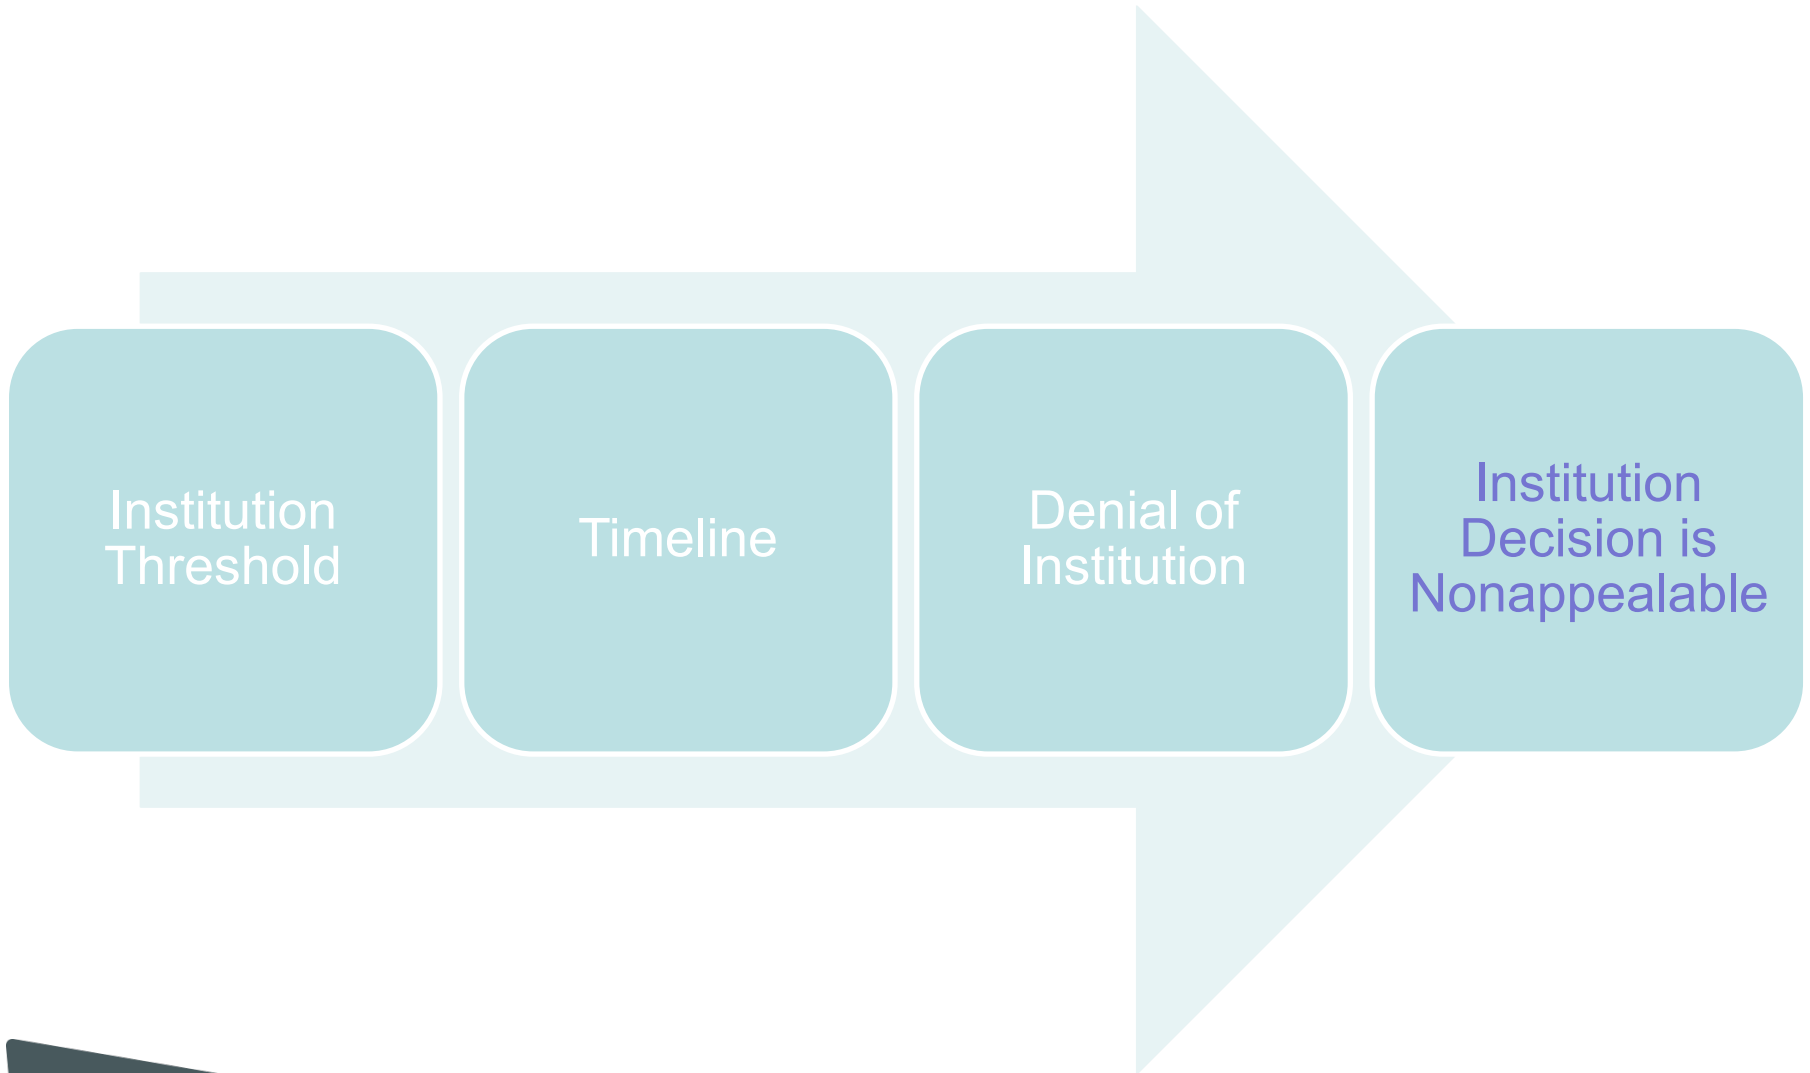 Institution
Threshold
Timeline
Denial of
Institution
Institution
Decision is
Nonappealable